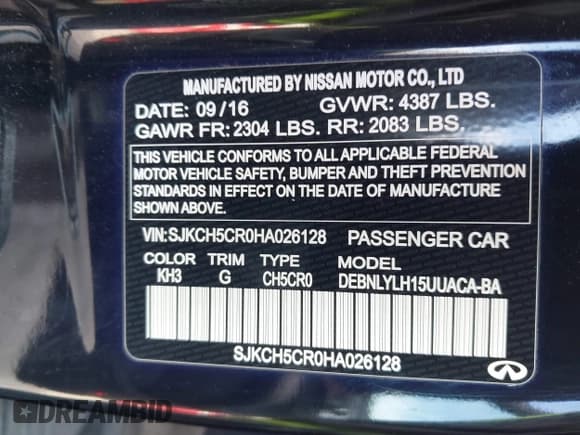 MANUFACTURED BY NISSAN MOTOR CO., LTD
DATE: 09/16 GVWR: 4387 LBS.
GAWR FR: 2304 LBS. RR: 2083 LBS.
THIS VEHICLE CONFORMS TO ALL APPLICABLE FEDERAL
MOTOR VEHICLE SAFETY, BUMPER AND THEFT PREVENTION
STANDARDS IN EFFECT ON THE DATE OF MANUFACTURE
SHOWN ABOVE.
VIN:SJKCH5CR0HA026128 PASSENGER CAR
COLOR TRIM TYPE MODEL
KH3 G CH5CR0 DEBNLYLH15UUACA-BA
SJKCH5CR0HA026128
DREAMBID